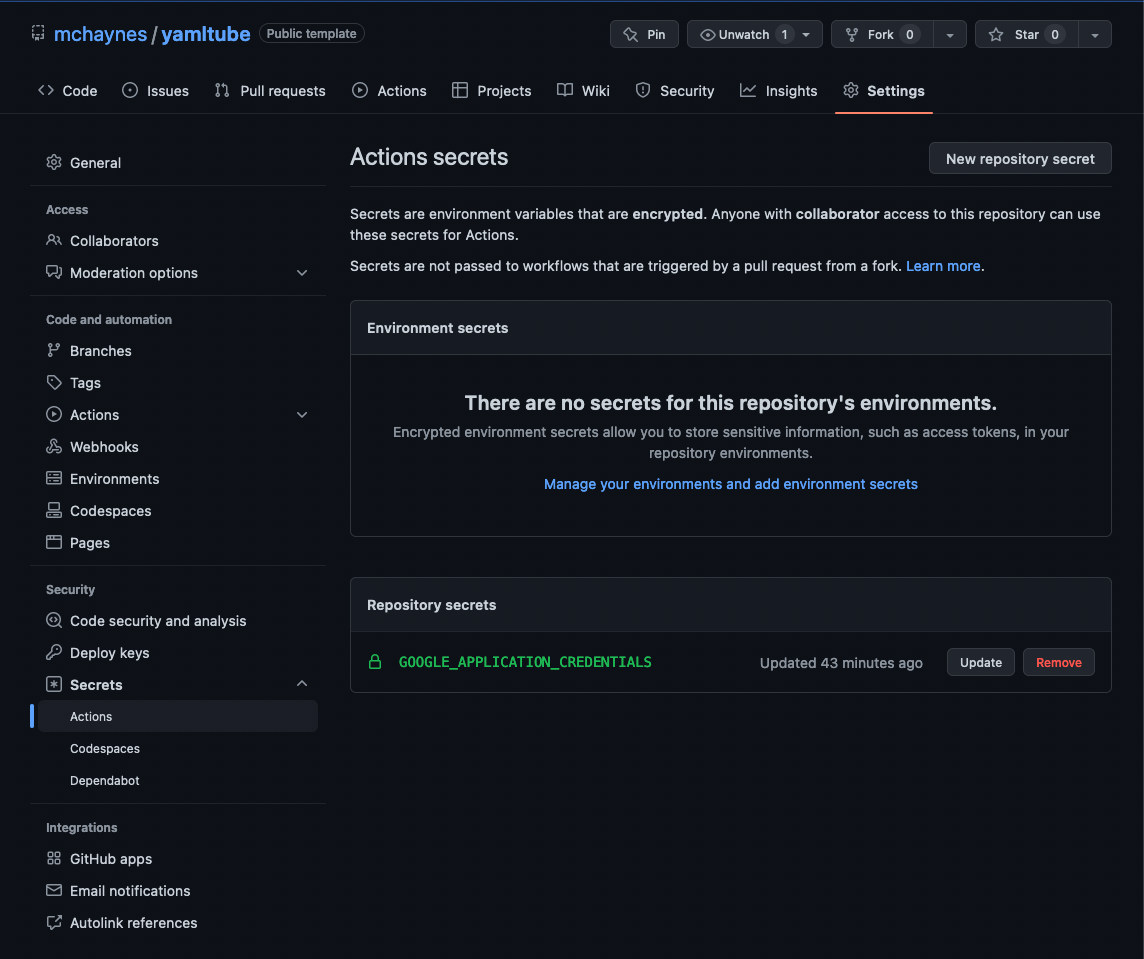 mchaynes / yamltube Public template Pin Unwatch 1 Fork 0 Star 0
Code Issues Pull requests Actions Projects Wiki Security Insights Settings
General
Access
Collaborators
Moderation options
Code and automation
Branches
Tags
Actions
Webhooks
Environments
Codespaces
Pages
Security
Code security and analysis
Deploy keys
Secrets
Actions
Codespaces
Dependabot
Integrations
GitHub apps
Email notifications
Autolink references
Actions secrets New repository secret
Secrets are environment variables that are encrypted. Anyone with collaborator access to this repository can use
these secrets for Actions.
Secrets are not passed to workflows that are triggered by a pull request from a fork. Learn more.
Environment secrets
There are no secrets for this repository's environments.
Encrypted environment secrets allow you to store sensitive information, such as access tokens, in your
repository environments.
Manage your environments and add environment secrets
Repository secrets
GOOGLE_APPLICATION_CREDENTIALS Updated 43 minutes ago Update Remove